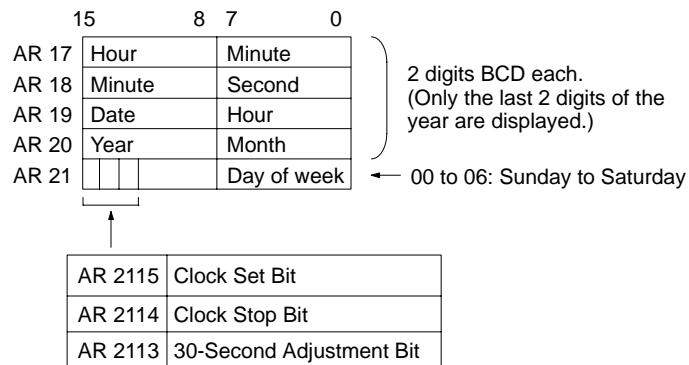 15 8 7 0
AR 17 Hour Minute
AR 18 Minute Second
AR 19 Date Hour
AR 20 Year Month
AR 21 Day of week
2 digits BCD each.
(Only the last 2 digits of the
year are displayed.)
00 to 06: Sunday to Saturday
AR 2115 Clock Set Bit
AR 2114 Clock Stop Bit
AR 2113 30-Second Adjustment Bit